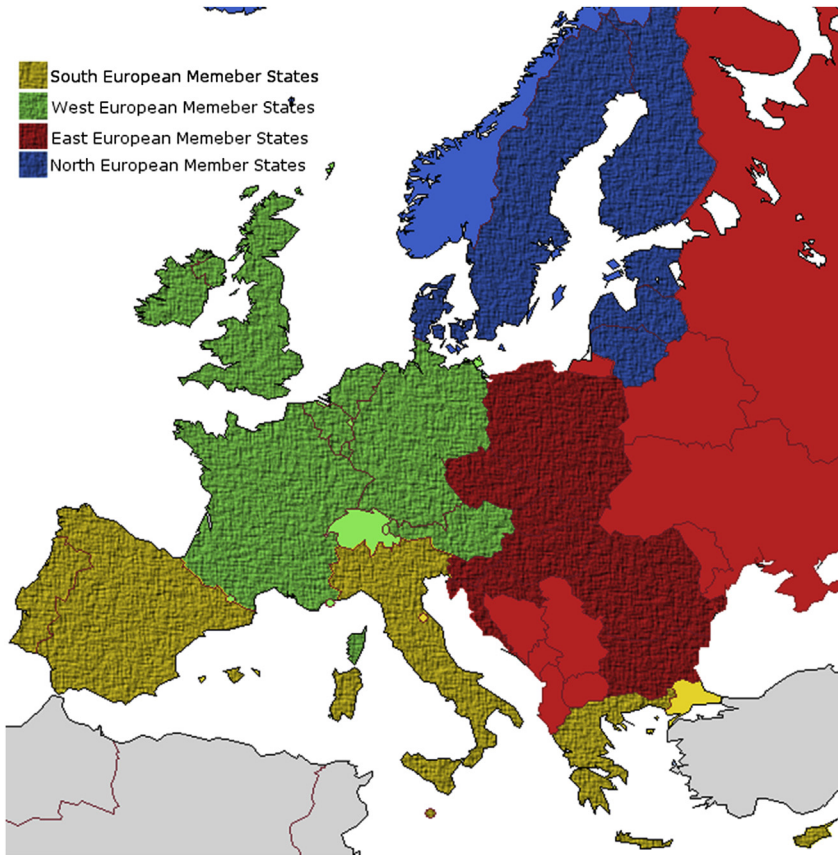 South European Memeber States
West European Memeber States
East European Memeber States
North European Member States